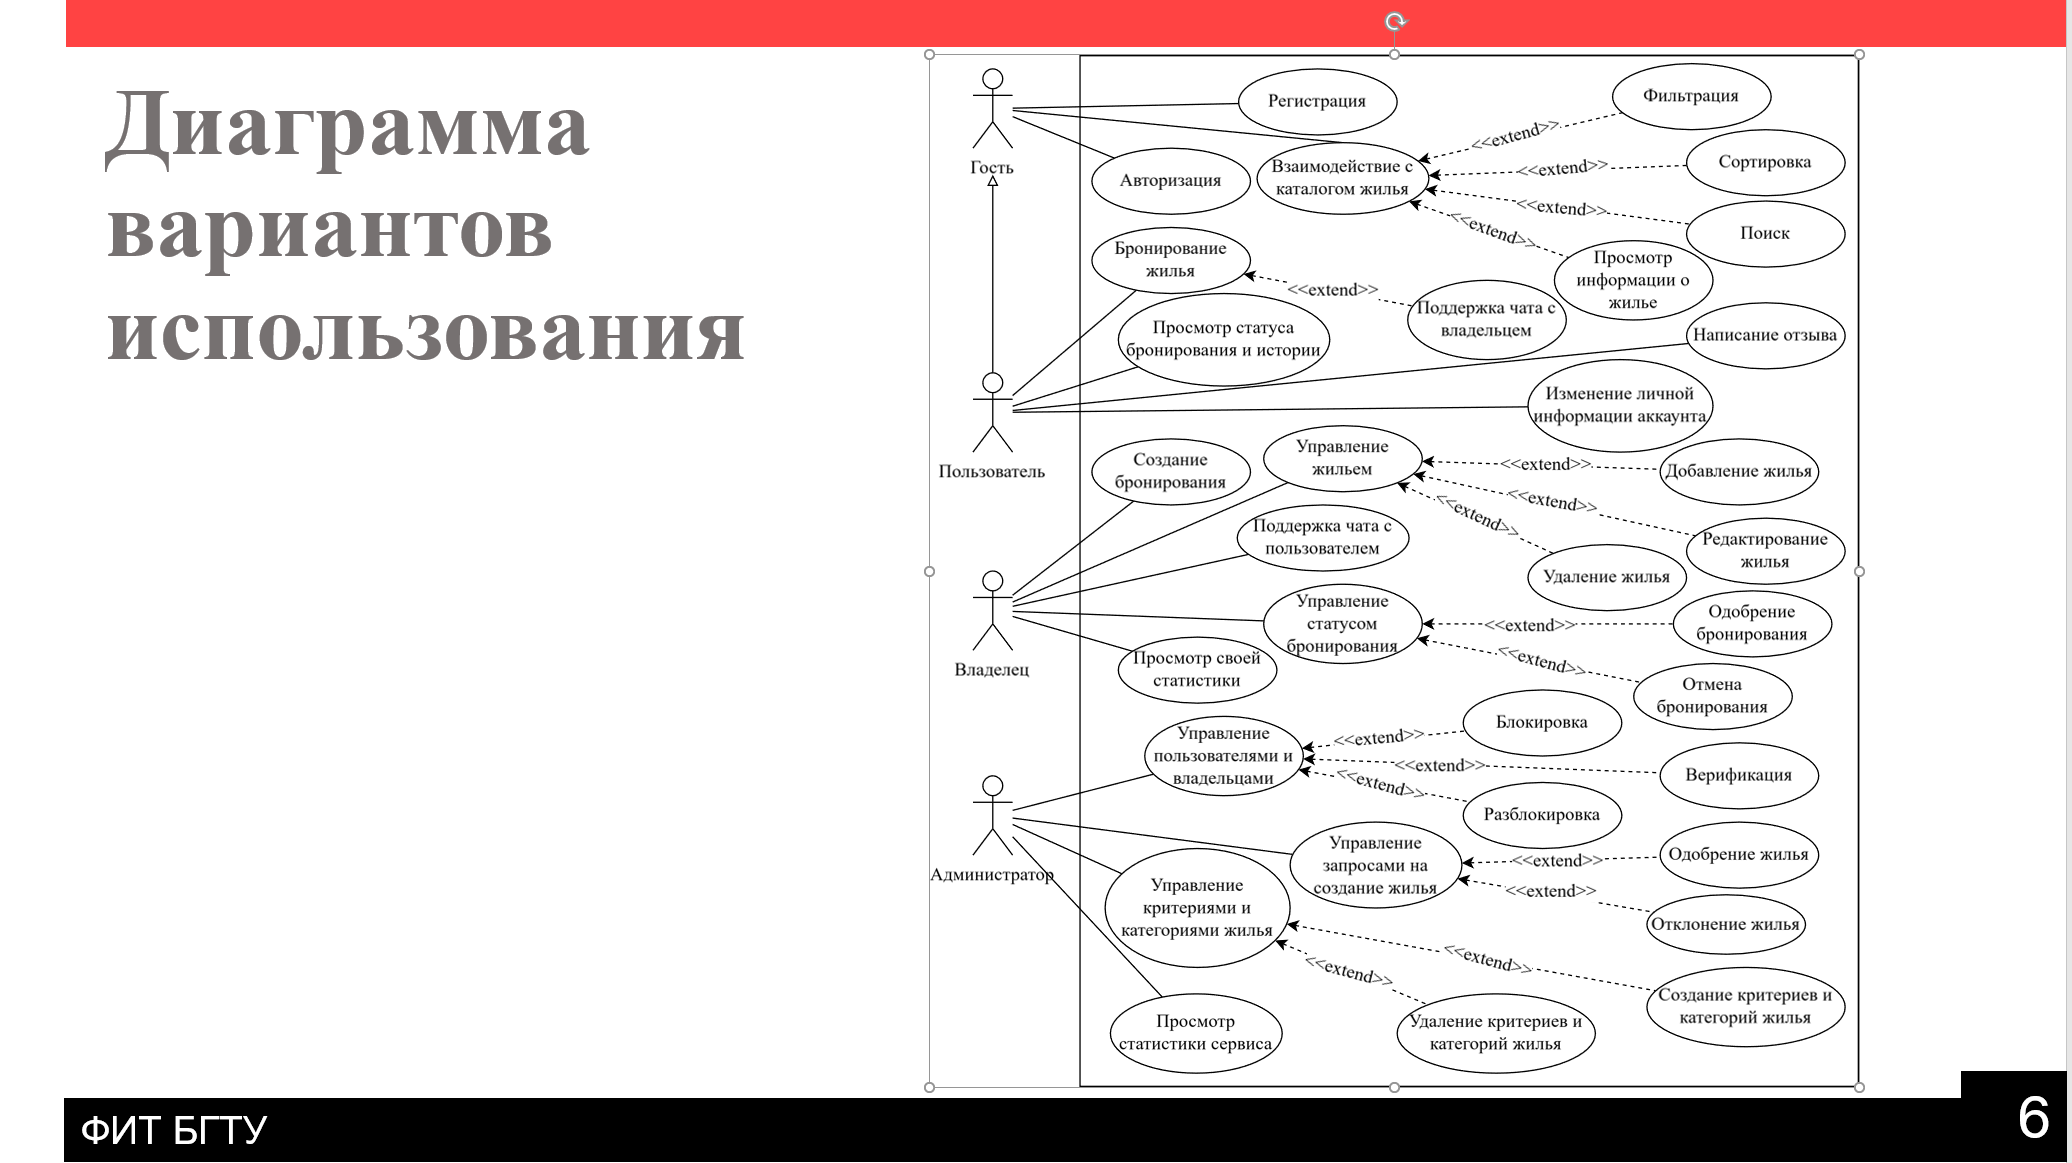 Диаграмма
вариантов
использования
Гость
Пользователь
Владелец
Администратор
Регистрация
Авторизация
Взаимодействие с
каталогом жилья
<<extend>>
Фильтрация
<<extend>>
Сортировка
<<extend>>
Поиск
<<extend>>
Просмотр
информации о
жилье
Бронирование
жилья
<<extend>>
Поддержка чата с
владельцем
Просмотр статуса
бронирования и истории
Написание отзыва
Изменение личной
информации аккаунта
Создание
бронирования
Управление
жильем
<<extend>>
Добавление жилья
<<extend>>
Редактирование
жилья
<<extend>>
Удаление жилья
Поддержка чата с
пользователем
Управление
статусом
бронирования
<<extend>>
Одобрение
бронирования
<<extend>>
Отмена
бронирования
Просмотр своей
статистики
Управление
пользователями и
владельцами
<<extend>>
Блокировка
<<extend>>
Верификация
<<extend>>
Разблокировка
Управление
запросами на
создание жилья
<<extend>>
Одобрение жилья
<<extend>>
Отклонение жилья
Управление
критериями и
категориями жилья
<<extend>>
Создание критериев и
категорий жилья
<<extend>>
Удаление критериев и
категорий жилья
Просмотр
статистики сервиса
ФИТ БГТУ
6